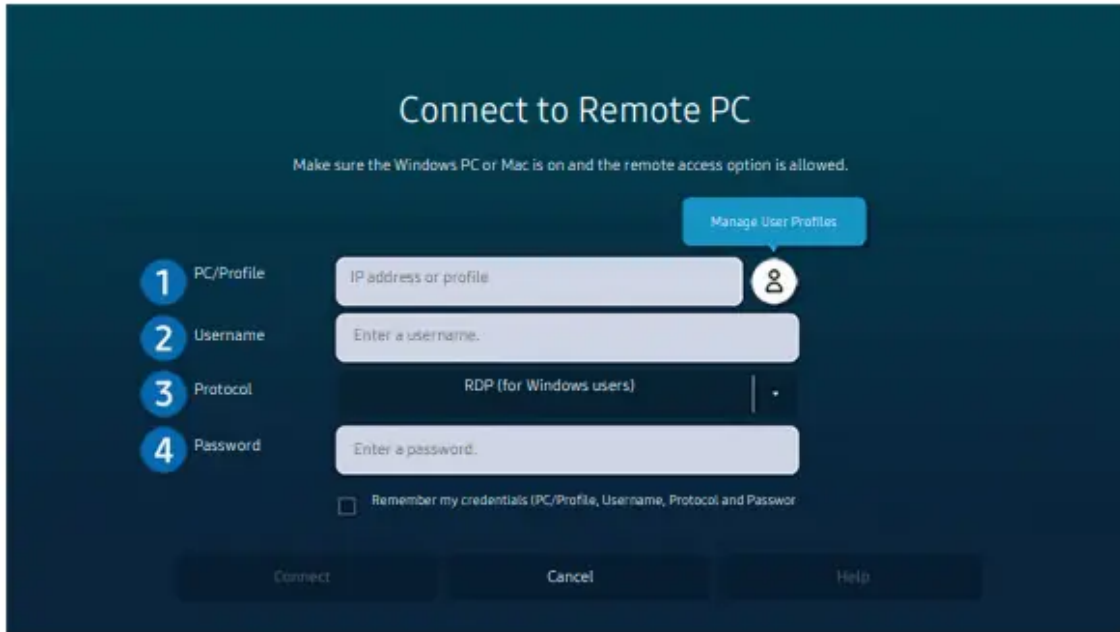 Connect to Remote PC
Make sure the Windows PC or Mac is on and the remote access option is allowed.
Manage User Profiles
1 PC/Profile IP address or profile
2 Username Enter a username.
3 Protocol RDP (for Windows users)
4 Password Enter a password.
Remember my credentials (PC/Profile, Username, Protocol and Passwor
Connect Cancel Help